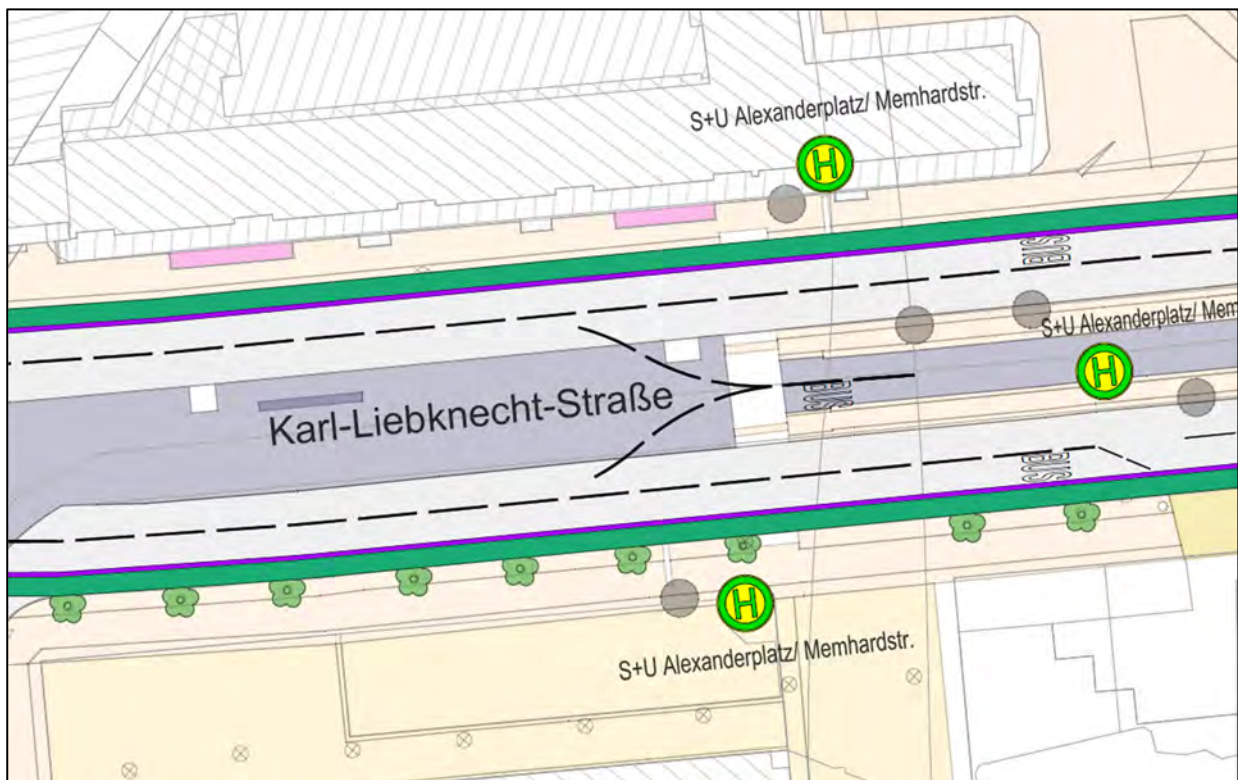 S+U Alexanderplatz/ Memhardstr.
H
BUS
S+U Alexanderplatz/ Mem
H
BUS
Karl-Liebknecht-Straße
BUS
H
S+U Alexanderplatz/ Memhardstr.